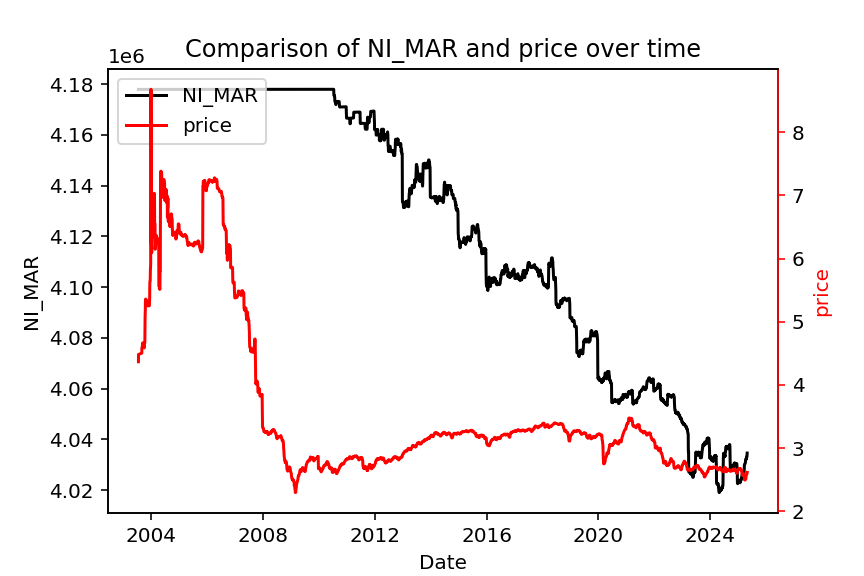 Comparison of NI_MAR and price over time
1e6
4.18
4.16
4.14
4.12
4.10
4.08
4.06
4.04
4.02
NI_MAR
NI_MAR
price
8
7
6
5
4
3
2
price
2004 2008 2012 2016 2020 2024
Date